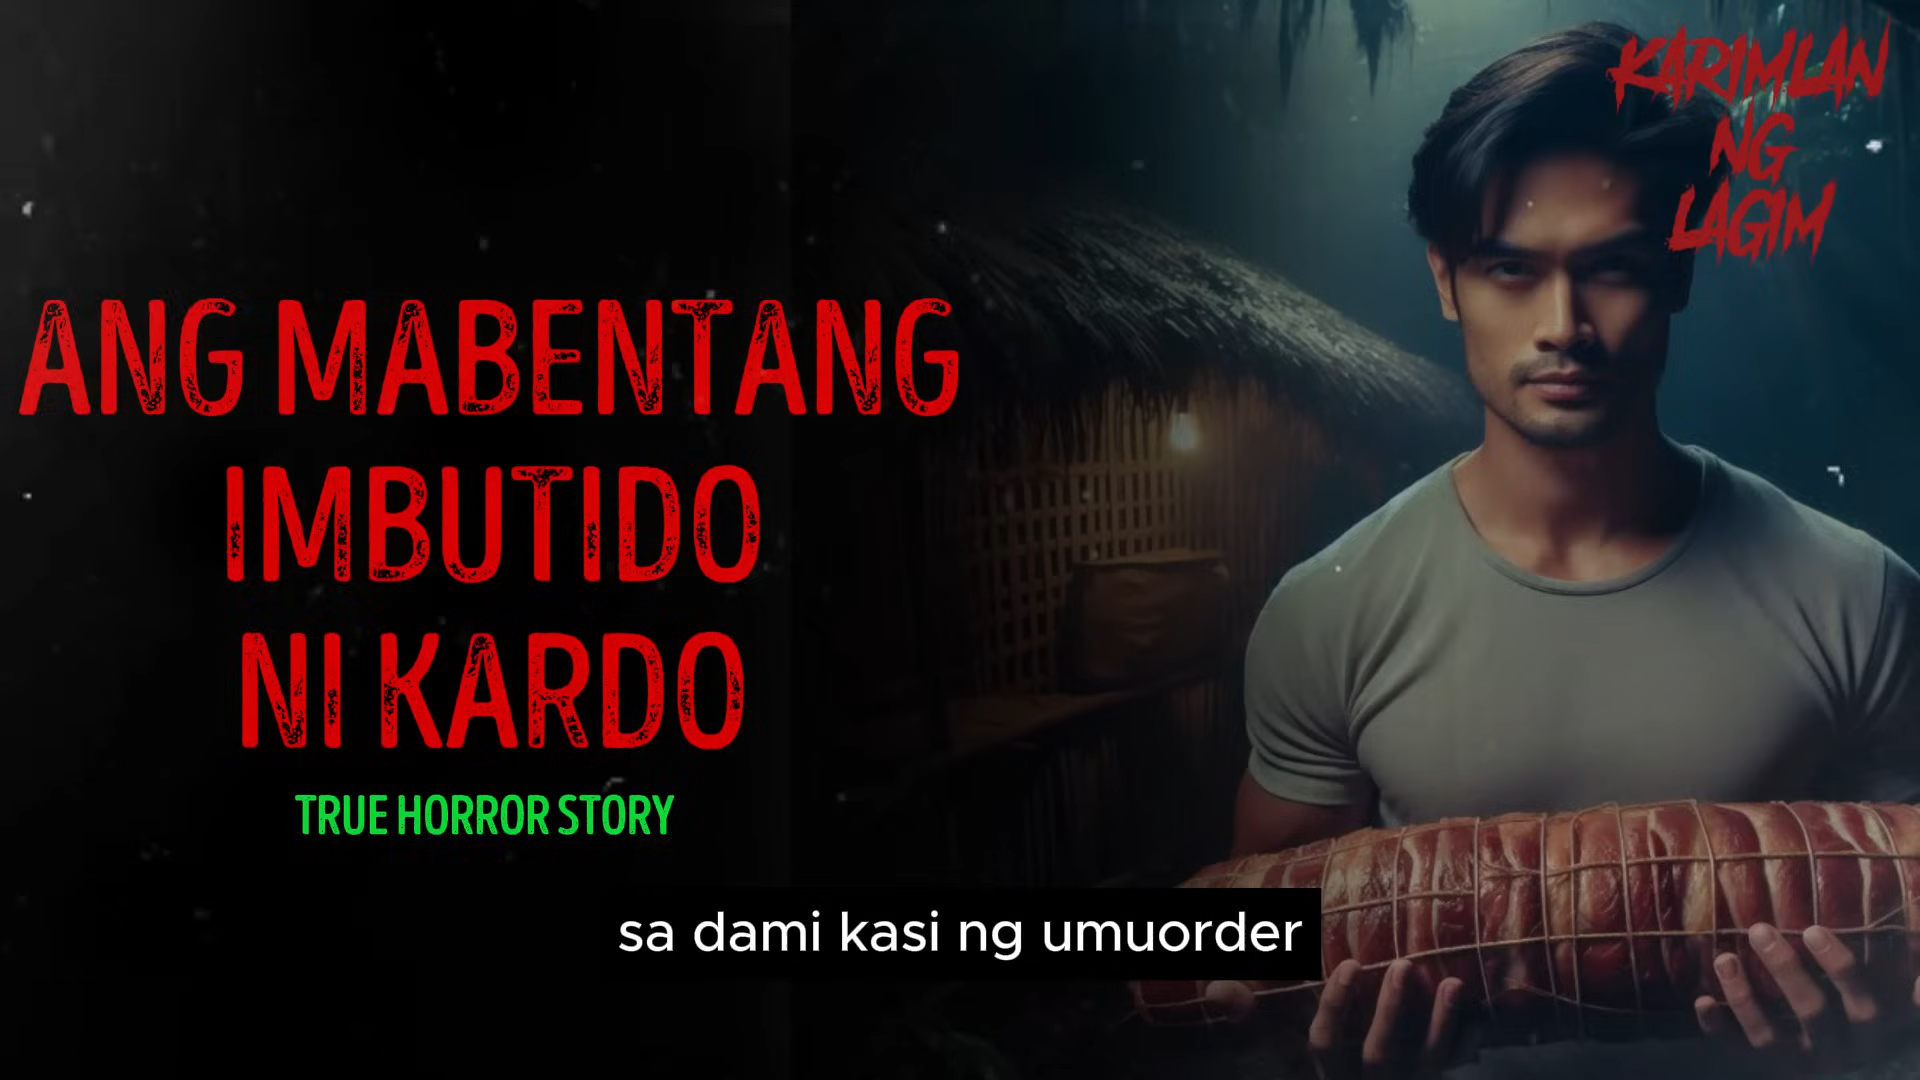 KARIMLAN
NG
LAGIM
ANG MABENTANG
IMBUTIDO
NI KARDO
TRUE HORROR STORY
sa dami kasi ng umuorder